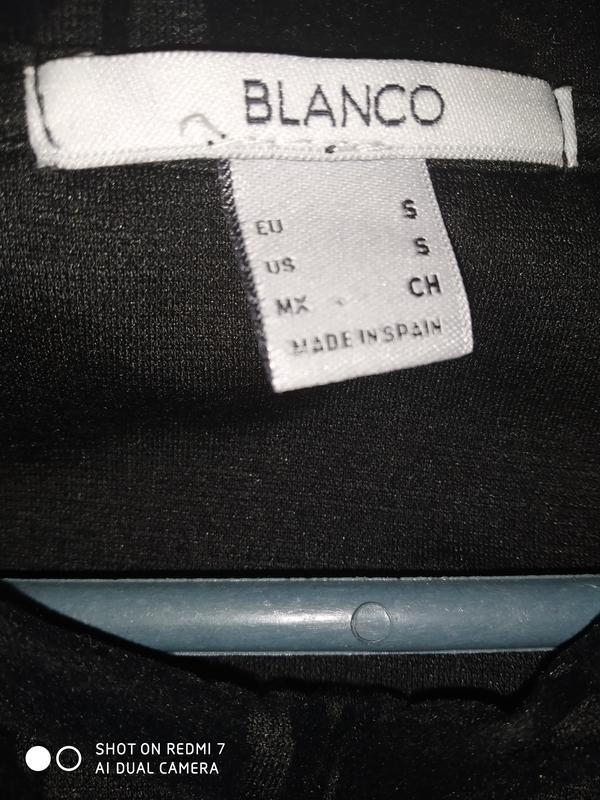 BLANCO
EU S
US S
MX CH
MADE IN SPAIN
SHOT ON REDMI 7
AI DUAL CAMERA